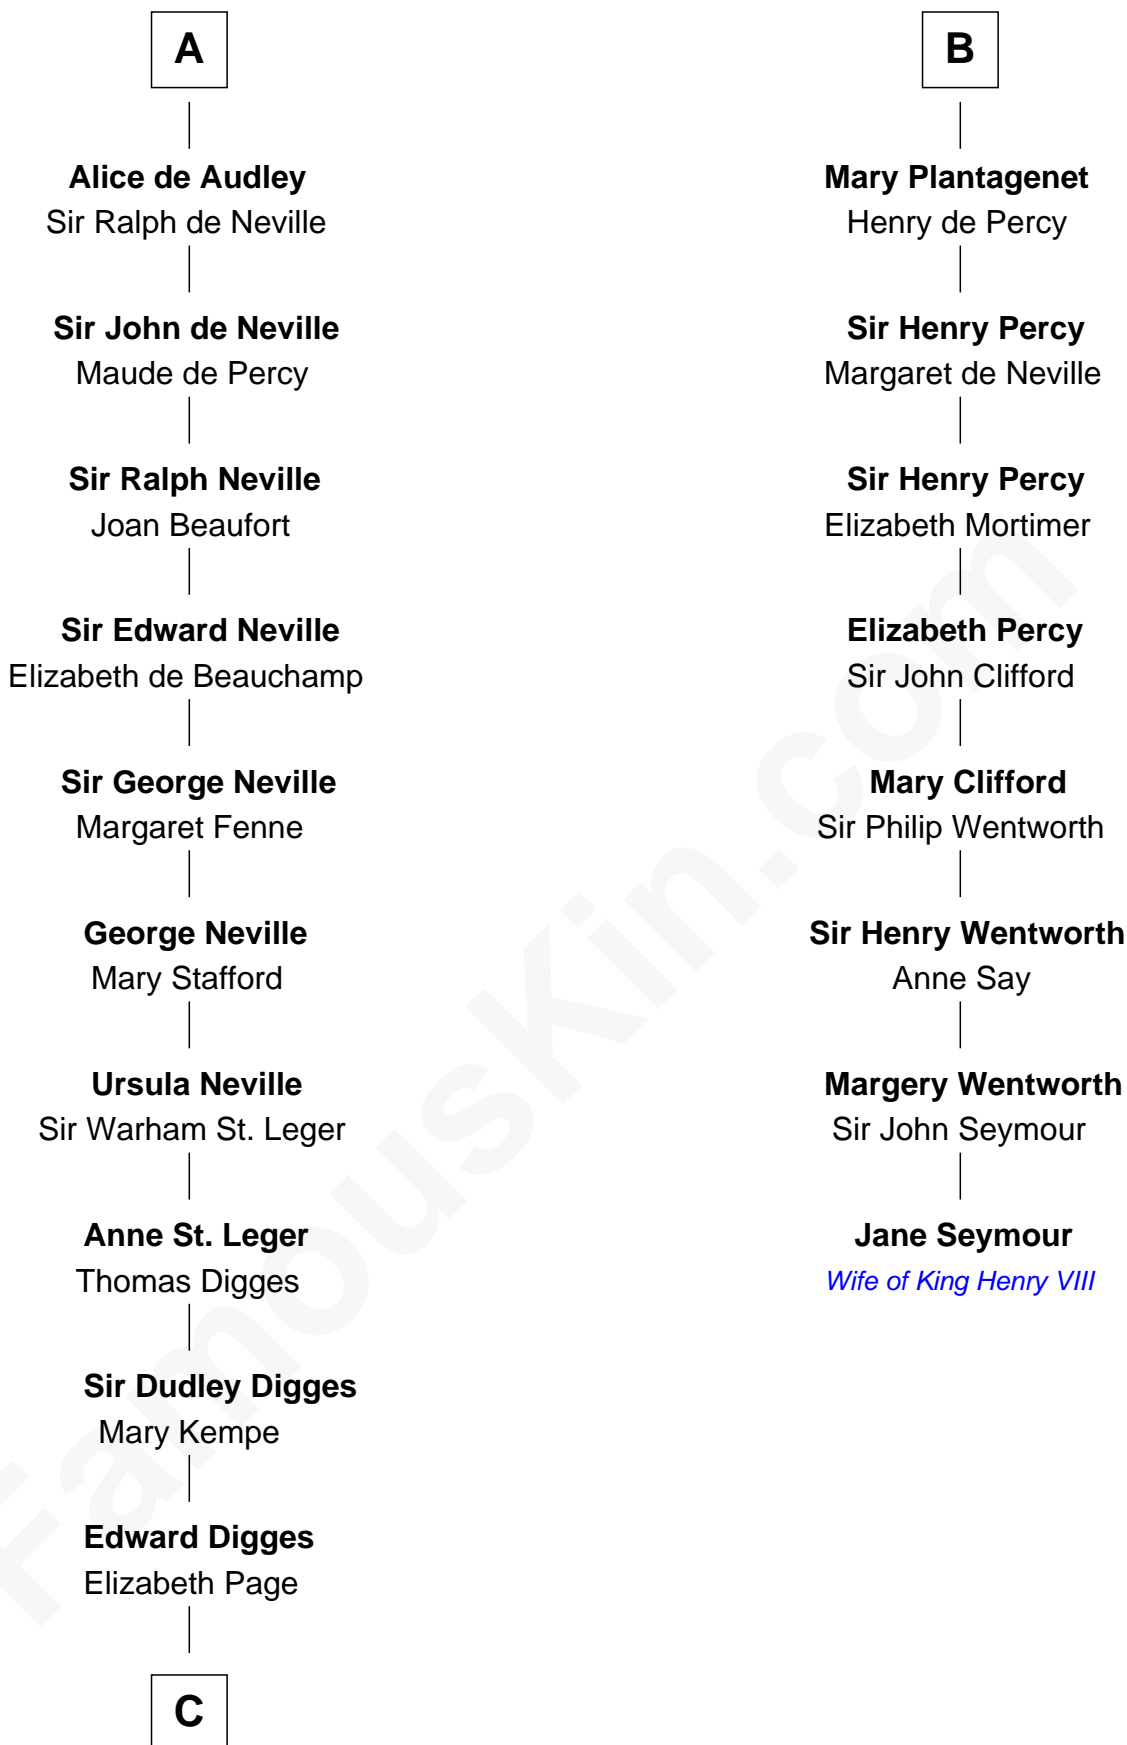 A
Alice de Audley
Sir Ralph de Neville
Sir John de Neville
Maude de Percy
Sir Ralph Neville
Joan Beaufort
Sir Edward Neville
Elizabeth de Beauchamp
Sir George Neville
Margaret Fenne
George Neville
Mary Stafford
Ursula Neville
Sir Warham St. Leger
Anne St. Leger
Thomas Digges
Sir Dudley Digges
Mary Kempe
Edward Digges
Elizabeth Page
C
B
Mary Plantagenet
Henry de Percy
Sir Henry Percy
Margaret de Neville
Sir Henry Percy
Elizabeth Mortimer
Elizabeth Percy
Sir John Clifford
Mary Clifford
Sir Philip Wentworth
Sir Henry Wentworth
Anne Say
Margery Wentworth
Sir John Seymour
Jane Seymour
Wife of King Henry VIII
FamousKin.com